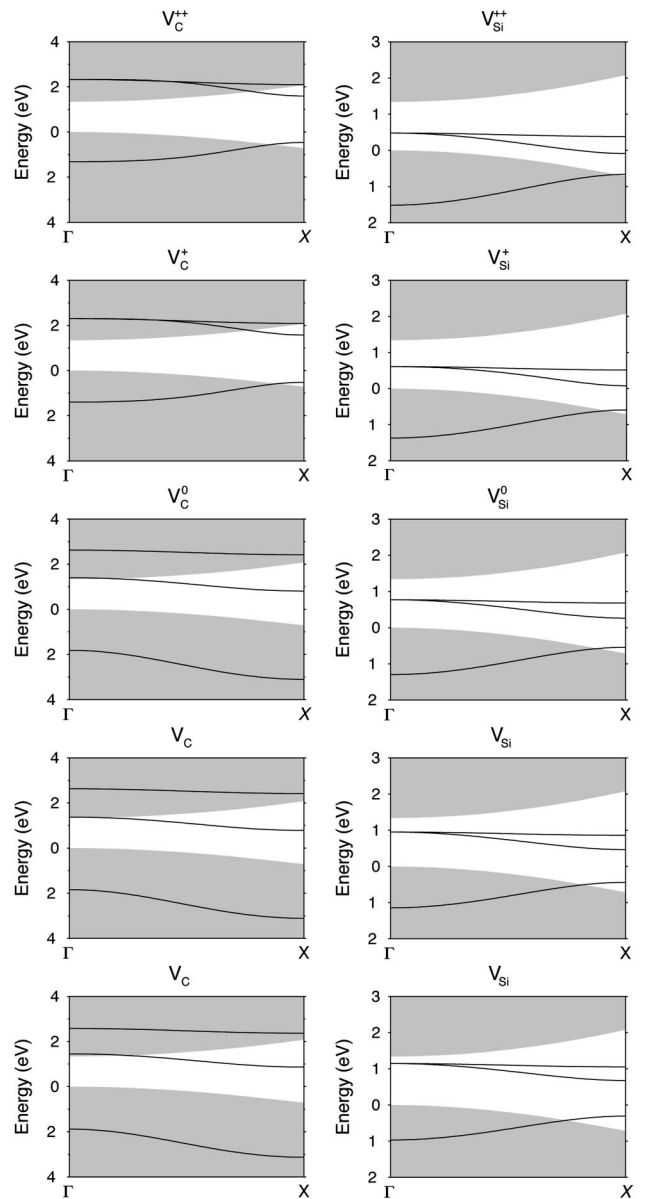 V_C^{++}
Energy (eV)
4
2
0
2
4
Γ X
V_Si^{++}
Energy (eV)
3
2
1
0
1
2
Γ X
V_C^{+}
Energy (eV)
4
2
0
2
4
Γ X
V_Si^{+}
Energy (eV)
3
2
1
0
1
2
Γ X
V_C^{0}
Energy (eV)
4
2
0
2
4
Γ X
V_Si^{0}
Energy (eV)
3
2
1
0
1
2
Γ X
V_C
Energy (eV)
4
2
0
2
4
Γ X
V_Si
Energy (eV)
3
2
1
0
1
2
Γ X
V_C
Energy (eV)
4
2
0
2
4
Γ X
V_Si
Energy (eV)
3
2
1
0
1
2
Γ X